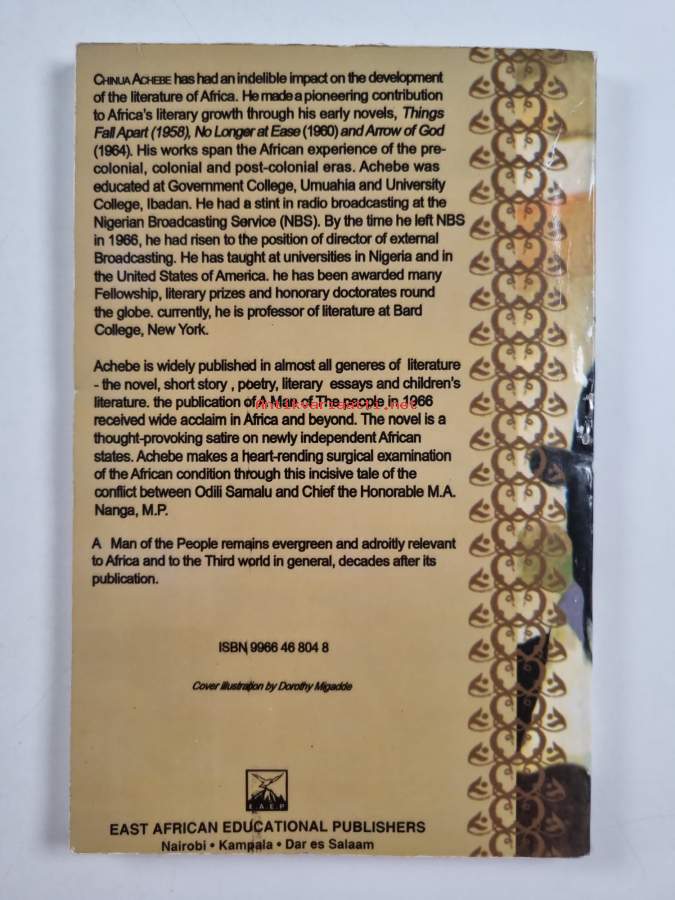 CHINUA ACHEBE has had an indelible impact on the development
of the literature of Africa. He made a pioneering contribution
to Africa's literary growth through his early novels, Things
Fall Apart (1958), No Longer at Ease (1960) and Arrow of God
(1964). His works span the African experience of the pre-
colonial, colonial and post-colonial eras. Achebe was
educated at Government College, Umuahia and University
College, Ibadan. He had a stint in radio broadcasting at the
Nigerian Broadcasting Service (NBS). By the time he left NBS
in 1966, he had risen to the position of director of external
Broadcasting. He has taught at universities in Nigeria and in
the United States of America. he has been awarded many
Fellowship, literary prizes and honorary doctorates round
the globe. currently, he is professor of literature at Bard
College, New York.
Achebe is widely published in almost all generes of literature
- the novel, short story , poetry, literary essays and children's
literature. the publication of A Man of The people in 1966
antikvariaatti.net
received wide acclaim in Africa and beyond. The novel is a
thought-provoking satire on newly independent African
states. Achebe makes a heart-rending surgical examination
of the African condition through this incisive tale of the
conflict between Odili Samalu and Chief the Honorable M.A.
Nanga, M.P.
A Man of the People remains evergreen and adroitly relevant
to Africa and to the Third world in general, decades after its
publication.
ISBN 9966 46 804 8
Cover illustration by Dorothy Migadde
E.A.E.P
EAST AFRICAN EDUCATIONAL PUBLISHERS
Nairobi • Kampala • Dar es Salaam